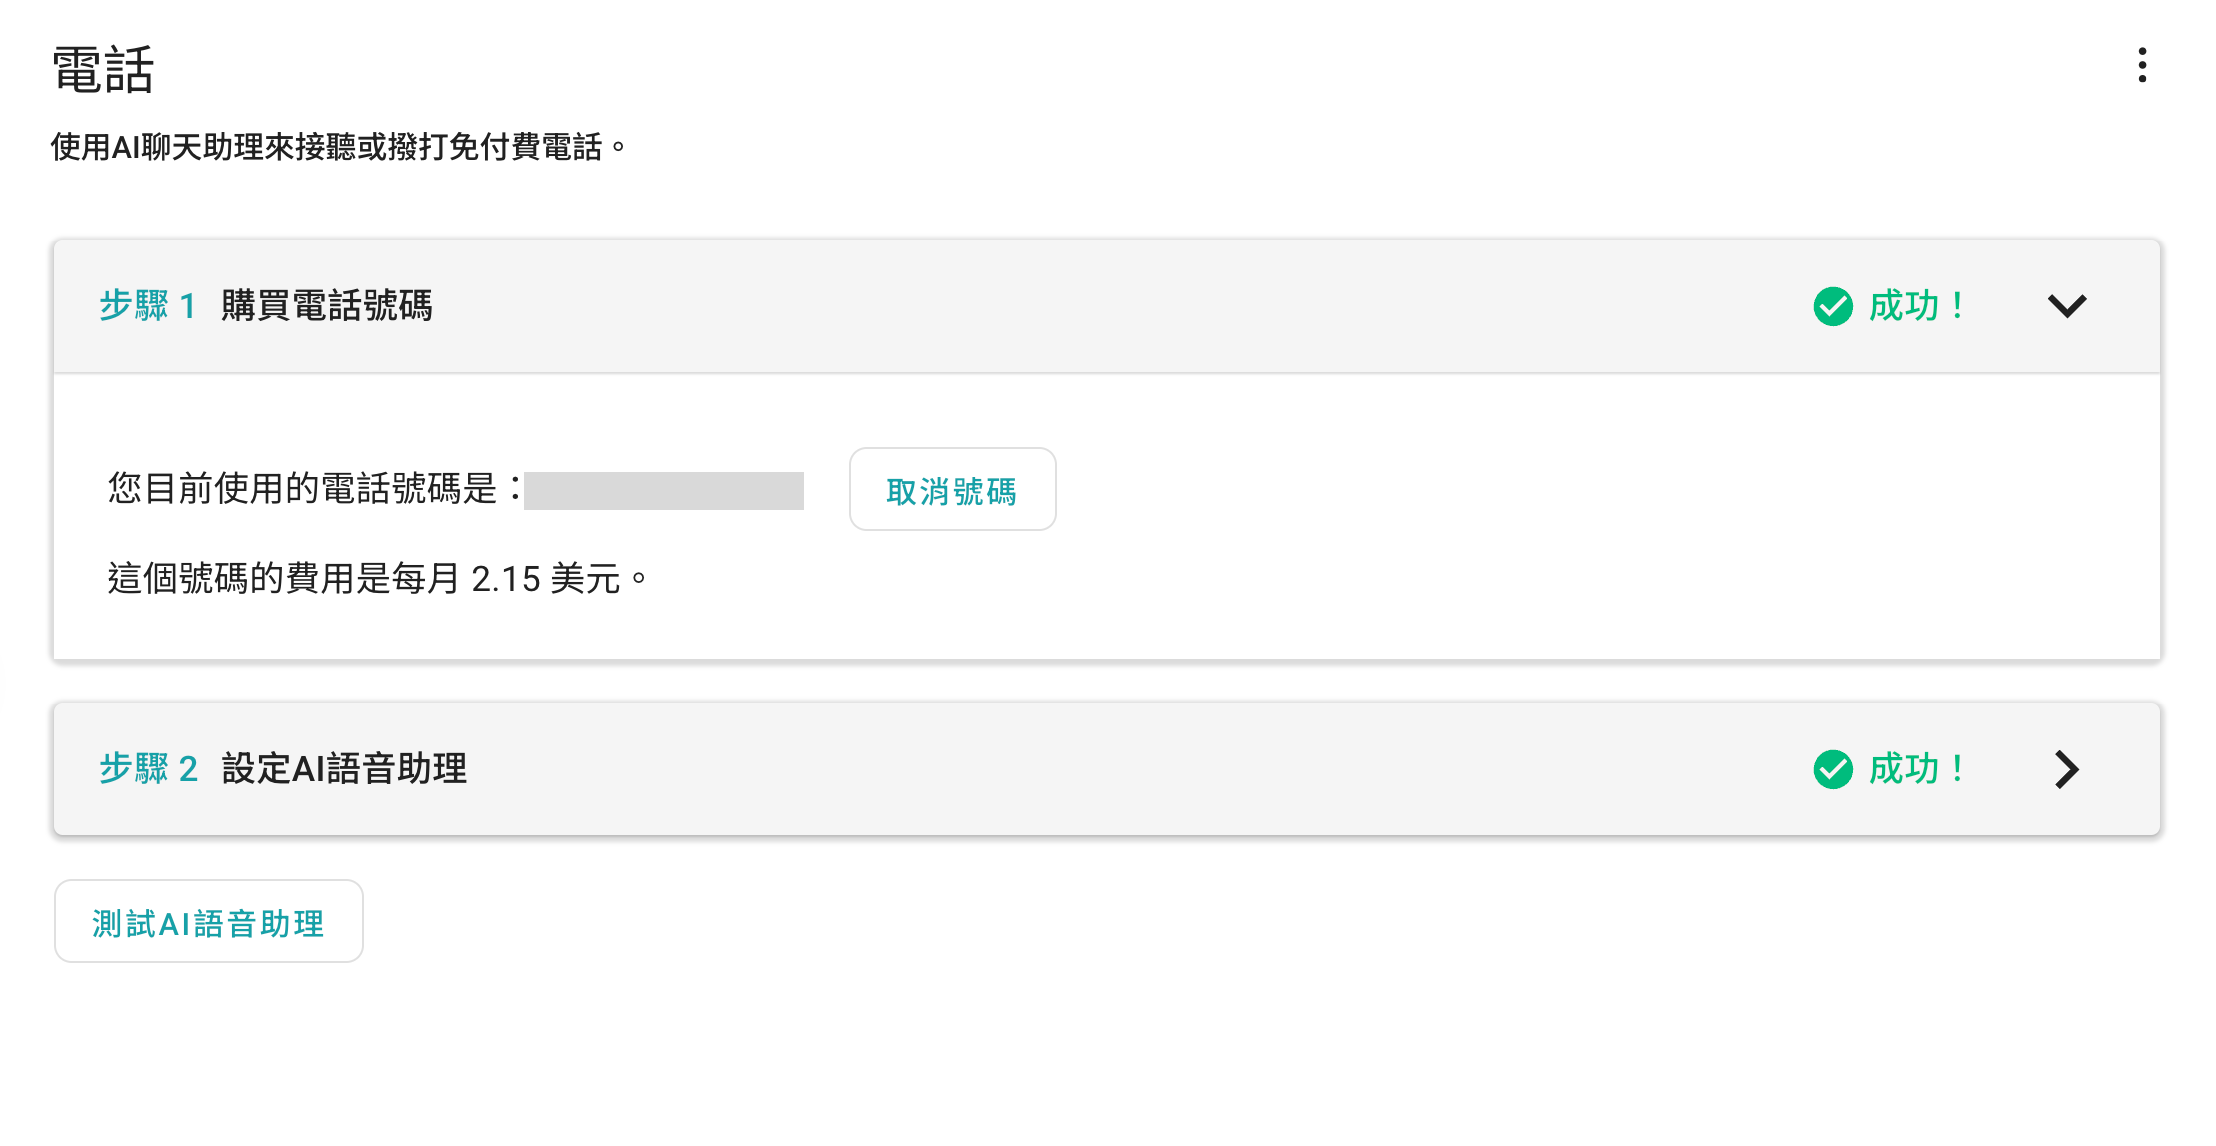 電話
使用AI聊天助理來接聽或撥打免付費電話。
步驟 1 購買電話號碼 成功！
您目前使用的電話號碼是： 取消號碼
這個號碼的費用是每月 2.15 美元。
步驟 2 設定AI語音助理 成功！
測試AI語音助理